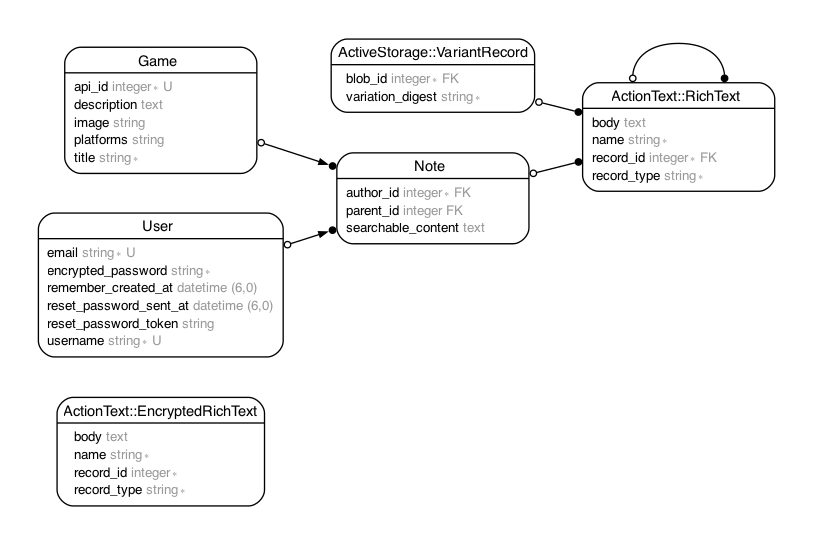 Game
api_id integer∗ U
description text
image string
platforms string
title string∗
ActiveStorage::VariantRecord
blob_id integer∗ FK
variation_digest string∗
ActionText::RichText
body text
name string∗
record_id integer∗ FK
record_type string∗
Note
author_id integer∗ FK
parent_id integer FK
searchable_content text
User
email string∗ U
encrypted_password string∗
remember_created_at datetime (6,0)
reset_password_sent_at datetime (6,0)
reset_password_token string
username string∗ U
ActionText::EncryptedRichText
body text
name string∗
record_id integer∗
record_type string∗